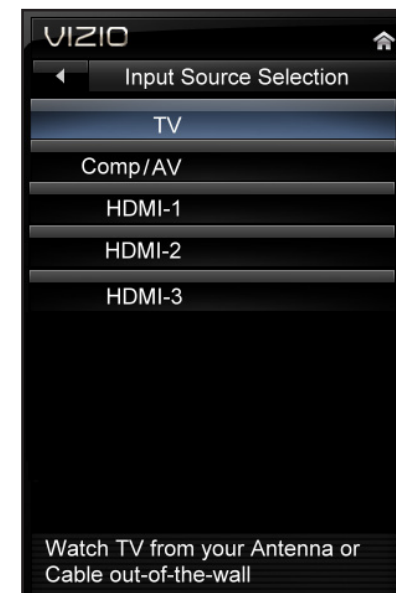 VIZIO
Input Source Selection
TV
Comp/AV
HDMI-1
HDMI-2
HDMI-3
Watch TV from your Antenna or
Cable out-of-the-wall